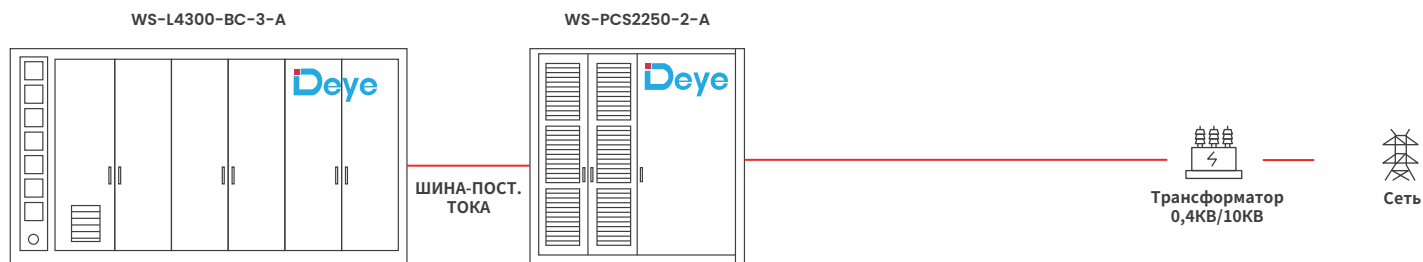 WS-L4300-BC-3-A
WS-PCS2250-2-A
Deye
Deye
ШИНА-ПОСТ.
ТОКА
Трансформатор
0,4КВ/10КВ
Сеть